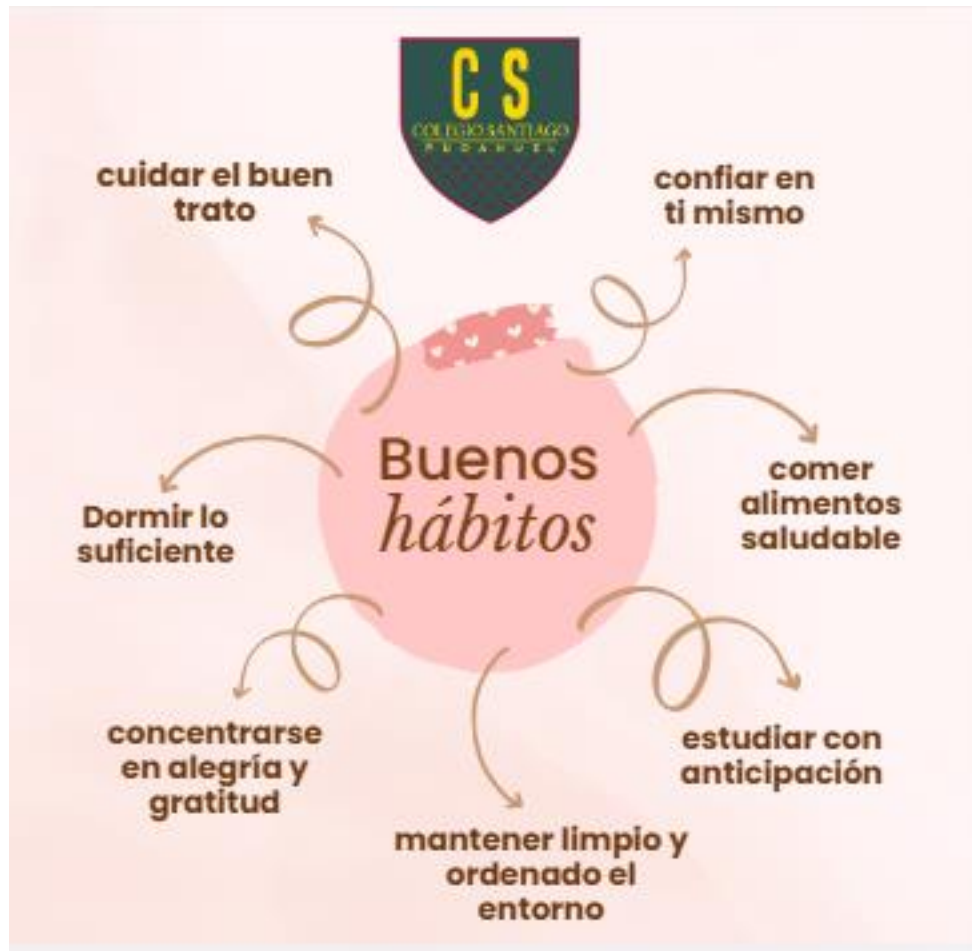 C S
COLEGIO SANTIAGO
PUDAHUEL
cuidar el buen
trato
confiar en
ti mismo
Buenos
hábitos
comer
alimentos
saludable
Dormir lo
suficiente
concentrarse
en alegría y
gratitud
estudiar con
anticipación
mantener limpio y
ordenado el
entorno